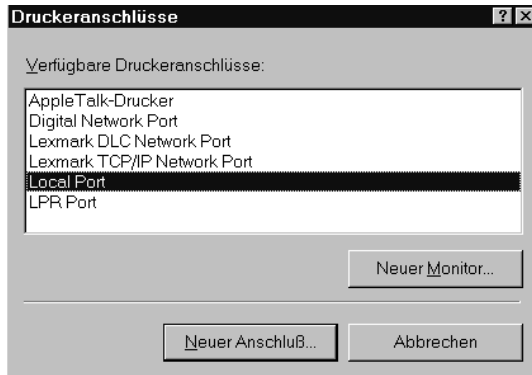 Druckeranschlüsse
Verfügbare Druckeranschlüsse:
AppleTalk-Drucker
Digital Network Port
Lexmark DLC Network Port
Lexmark TCP/IP Network Port
Local Port
LPR Port
Neuer Monitor...
Neuer Anschluß...
Abbrechen